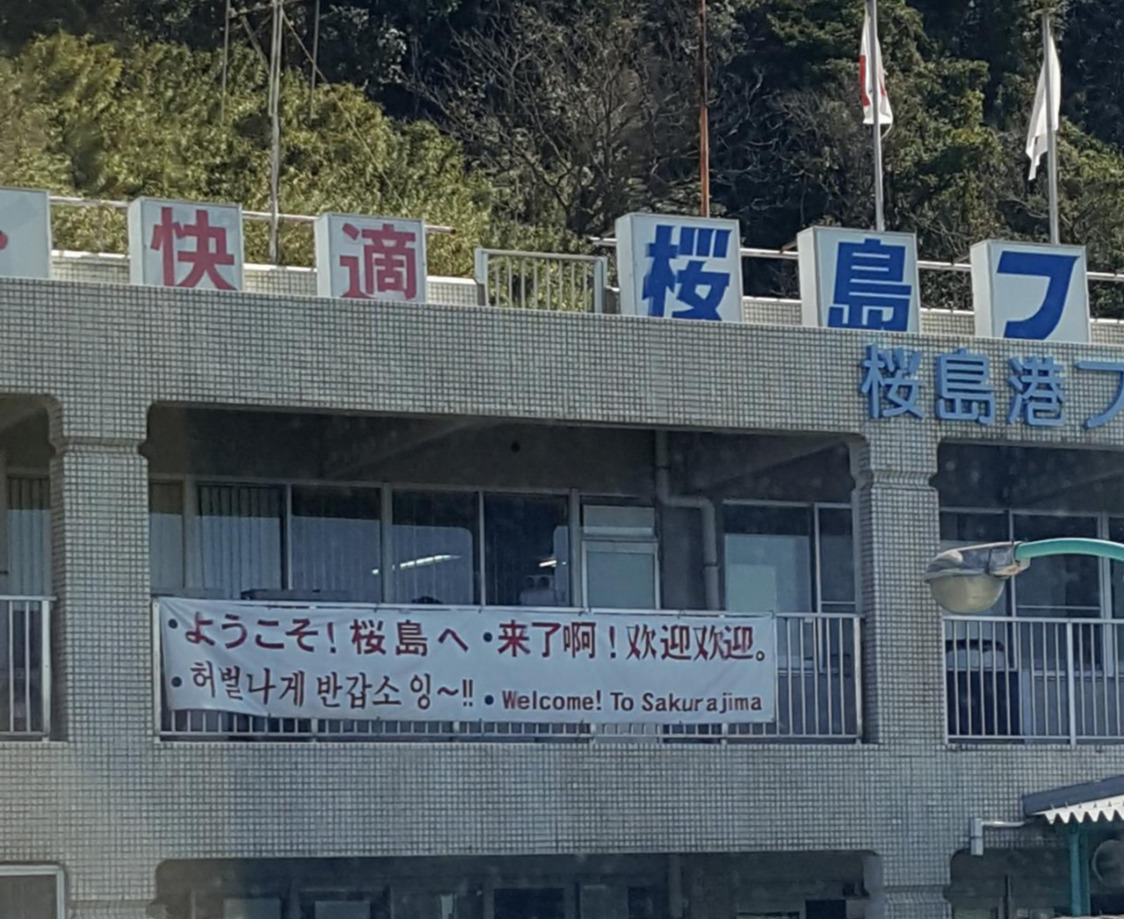 快適 桜島フ
桜島港フ
・ようこそ!桜島へ ・来了啊!欢迎欢迎。
・허벌나게 반갑소 잉~!! ・Welcome! To Sakurajima